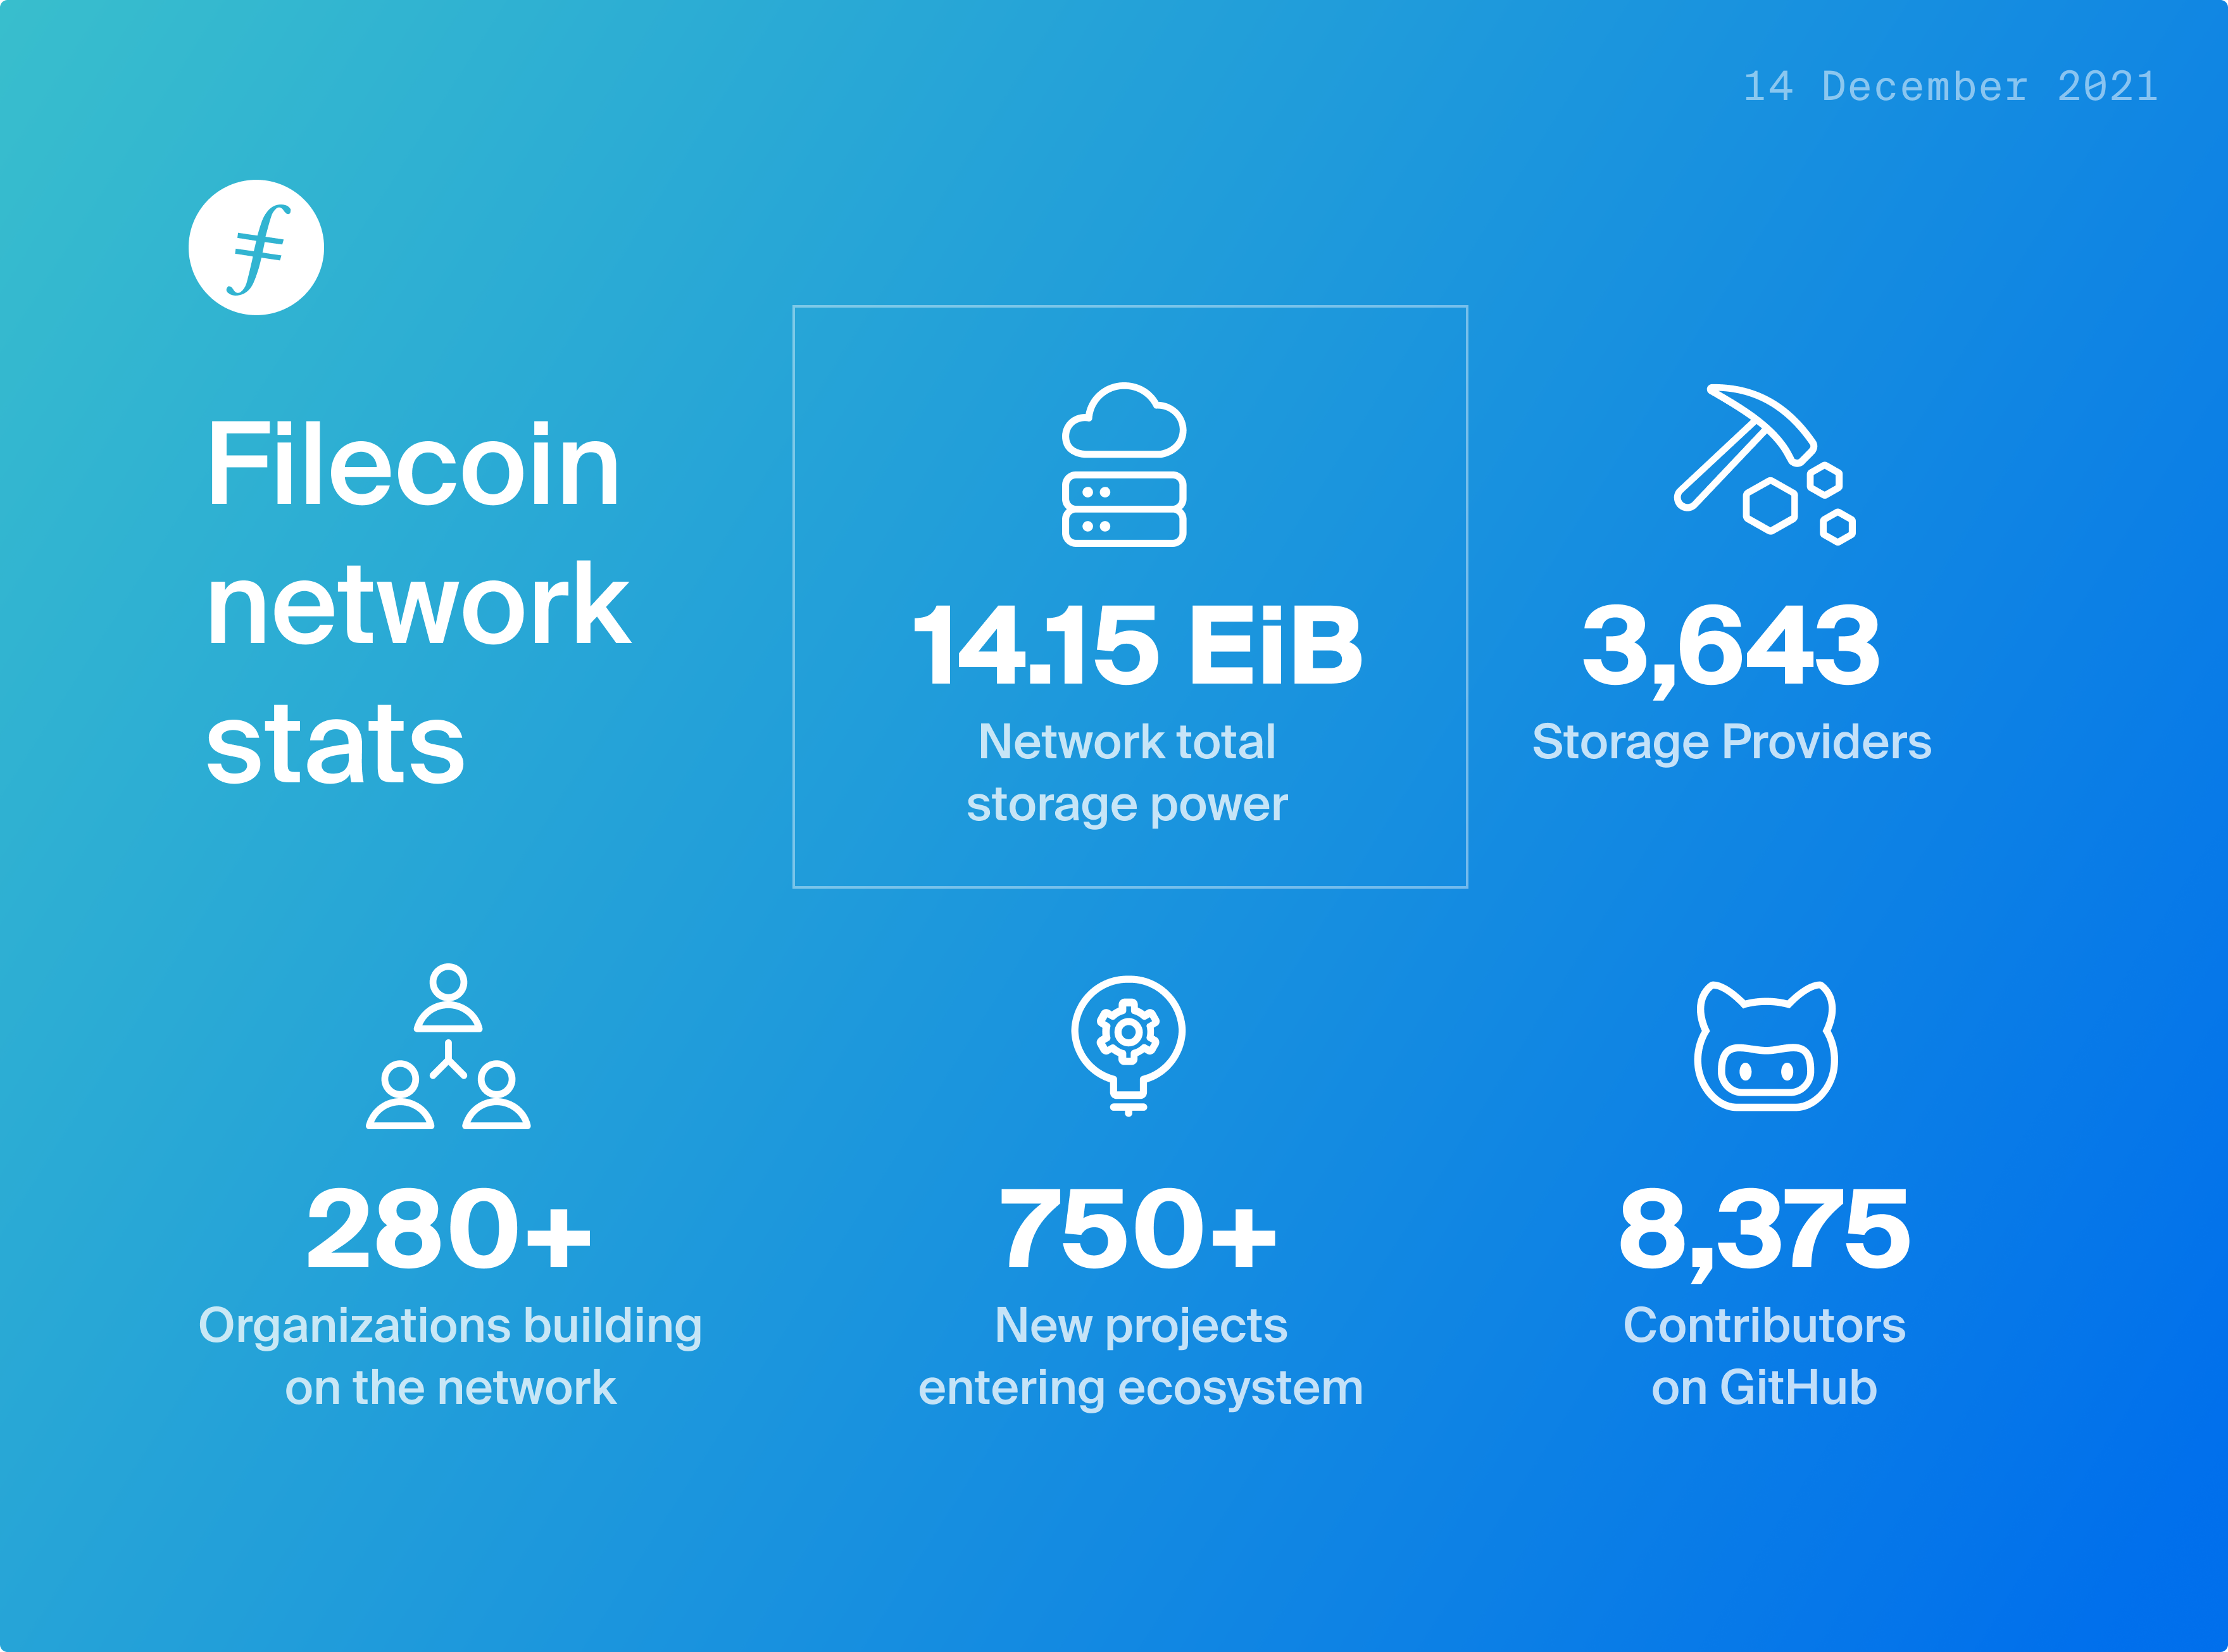 14 December 2021
Filecoin
network
stats
14.15 EiB
Network total
storage power
3,643
Storage Providers
280+
Organizations building
on the network
750+
New projects
entering ecosystem
8,375
Contributors
on GitHub